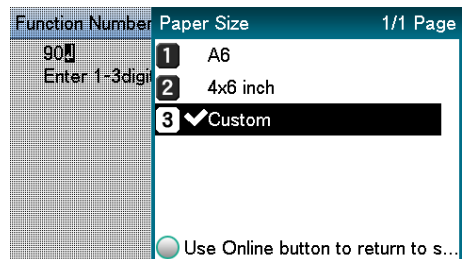 Function Number
90
Enter 1-3digi
Paper Size 1/1 Page
1 A6
2 4x6 inch
3 Custom
Use Online button to return to s...